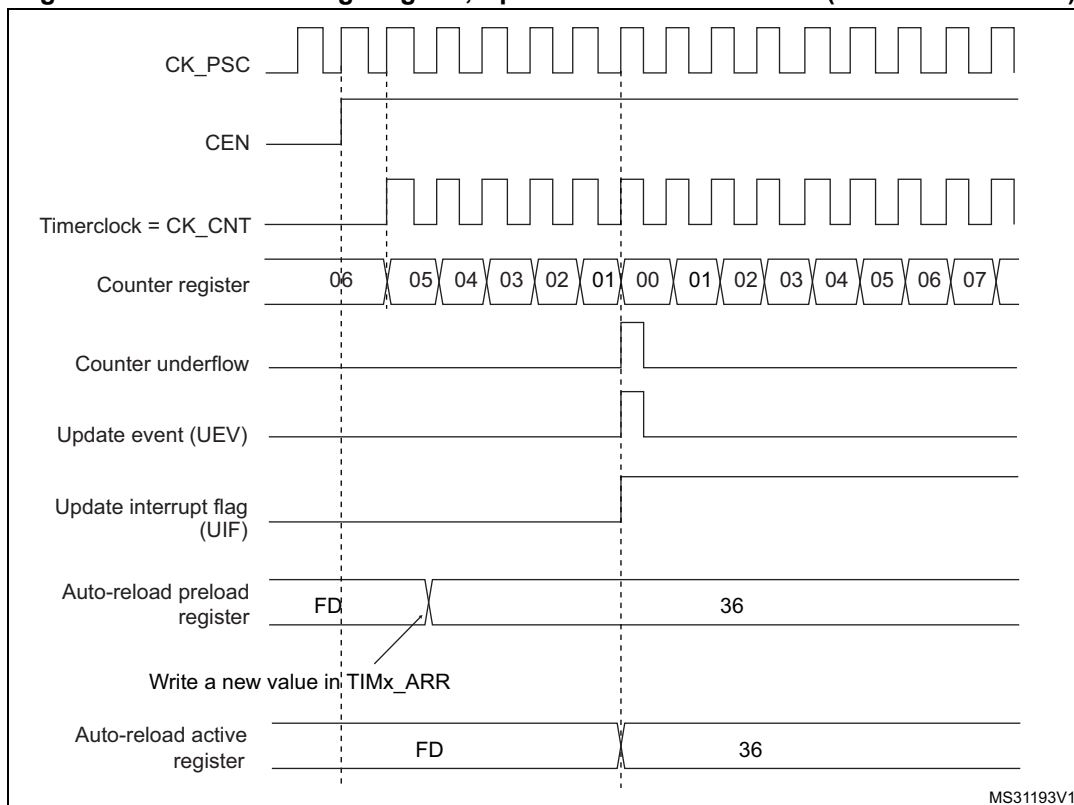 CK_PSC
CEN
Timerclock = CK_CNT
Counter register 06 05 04 03 02 01 00 01 02 03 04 05 06 07
Counter underflow
Update event (UEV)
Update interrupt flag
(UIF)
Auto-reload preload
register
FD 36
Write a new value in TIMx_ARR
Auto-reload active
register
FD 36
MS31193V1